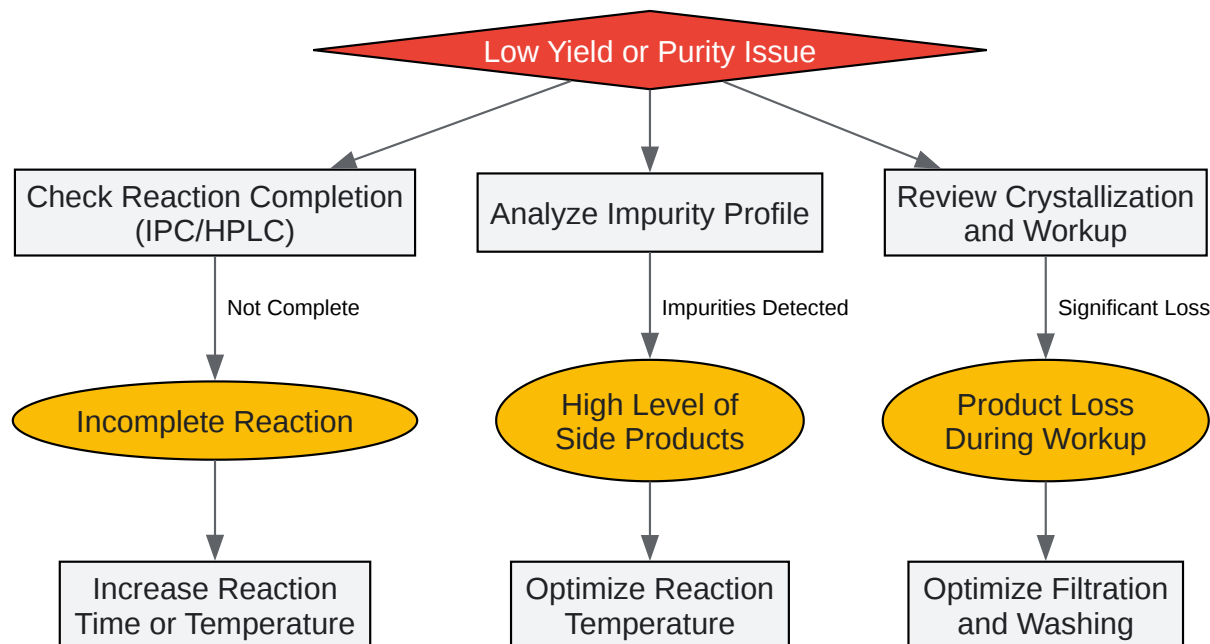 Low Yield or Purity Issue
Check Reaction Completion
(IPC/HPLC)
Analyze Impurity Profile
Review Crystallization
and Workup
Not Complete
Impurities Detected
Significant Loss
Incomplete Reaction
High Level of
Side Products
Product Loss
During Workup
Increase Reaction
Time or Temperature
Optimize Reaction
Temperature
Optimize Filtration
and Washing